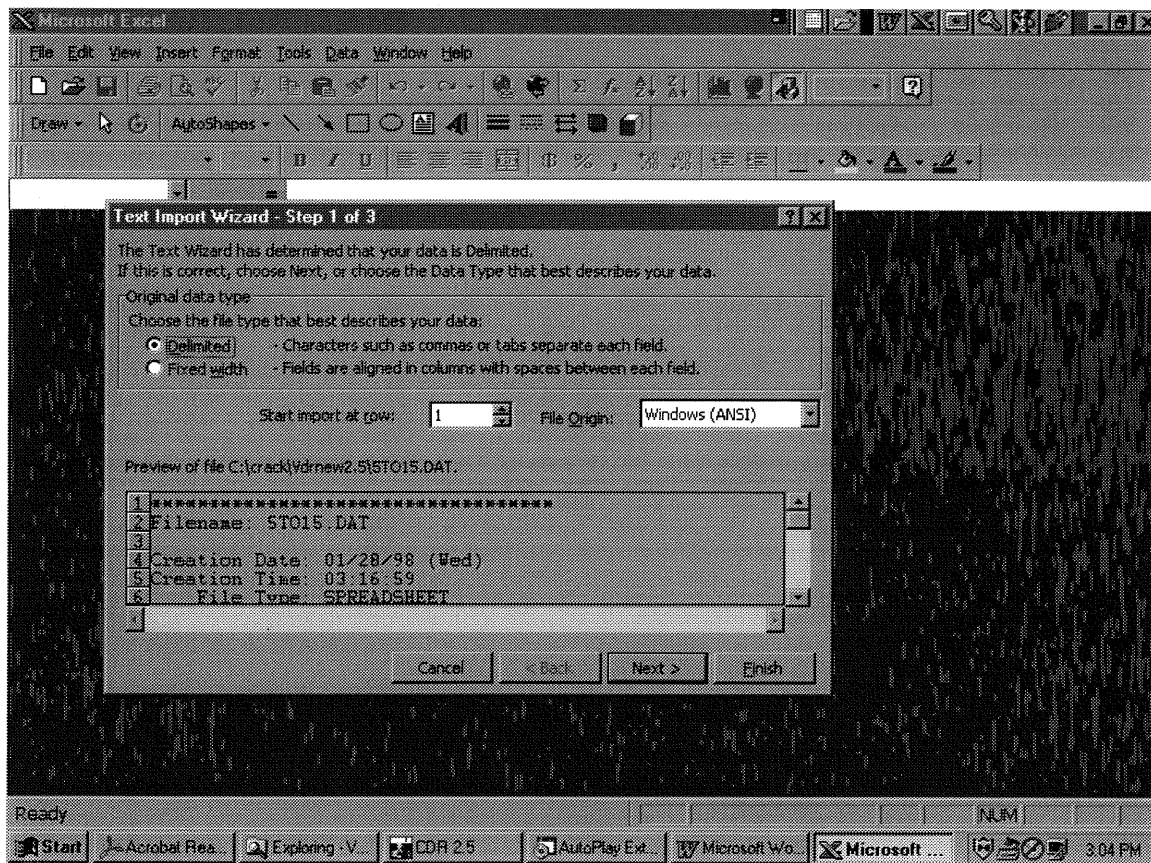 Microsoft Excel
File Edit View Insert Format Tools Data Window Help
Draw AutoShapes
B I U $ % ,
=
Text Import Wizard - Step 1 of 3
The Text Wizard has determined that your data is Delimited.
If this is correct, choose Next, or choose the Data Type that best describes your data.
Original data type
Choose the file type that best describes your data:
Delimited - Characters such as commas or tabs separate each field.
Fixed width - Fields are aligned in columns with spaces between each field.
Start import at row: 1 File Origin: Windows (ANSI)
Preview of file C:\crack\Vdrnew2.5\STO15.DAT.
1 **********************************
2 Filename: STO15.DAT
3
4 Creation Date: 01/28/98 (Wed)
5 Creation Time: 03:16:59
6 File Type: SPREADSHEET
Cancel < Back Next > Finish
Ready NUM
Start Acrobat Rea... Exploring - V... CDR 2.5 AutoPlay Ext... Microsoft Wo... Microsoft ... 3:04 PM